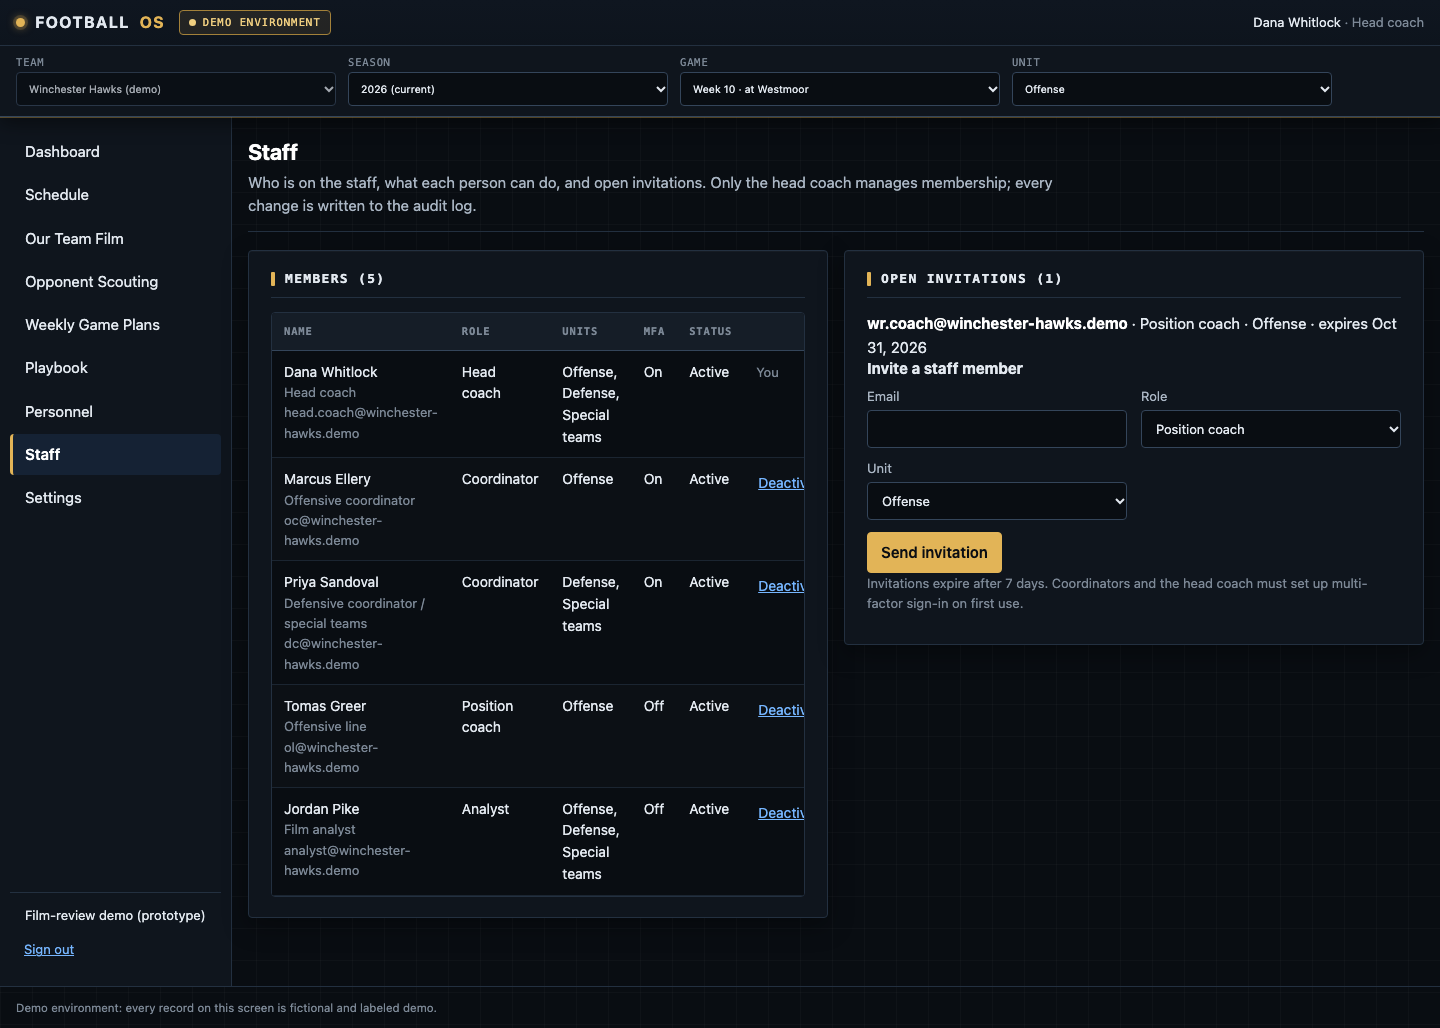 FOOTBALL OS
DEMO ENVIRONMENT
Dana Whitlock · Head coach
TEAM
Winchester Hawks (demo)
SEASON
2026 (current)
GAME
Week 10 · at Westmoor
UNIT
Offense
Dashboard
Schedule
Our Team Film
Opponent Scouting
Weekly Game Plans
Playbook
Personnel
Staff
Settings
Film-review demo (prototype)
Sign out
Staff
Who is on the staff, what each person can do, and open invitations. Only the head coach manages membership; every
change is written to the audit log.
MEMBERS (5)
NAME ROLE UNITS MFA STATUS
Dana Whitlock
Head coach
head.coach@winchester-
hawks.demo
Head
coach
Offense,
Defense,
Special
teams
On
Active
You
Marcus Ellery
Offensive coordinator
oc@winchester-
hawks.demo
Coordinator
Offense
On
Active
Deactiv
Priya Sandoval
Defensive coordinator /
special teams
dc@winchester-
hawks.demo
Coordinator
Defense,
Special
teams
On
Active
Deactiv
Tomas Greer
Offensive line
ol@winchester-
hawks.demo
Position
coach
Offense
Off
Active
Deactiv
Jordan Pike
Film analyst
analyst@winchester-
hawks.demo
Analyst
Offense,
Defense,
Special
teams
Off
Active
Deactiv
OPEN INVITATIONS (1)
wr.coach@winchester-hawks.demo · Position coach · Offense · expires Oct
31, 2026
Invite a staff member
Email
Role
Position coach
Unit
Offense
Send invitation
Invitations expire after 7 days. Coordinators and the head coach must set up multi-
factor sign-in on first use.
Demo environment: every record on this screen is fictional and labeled demo.